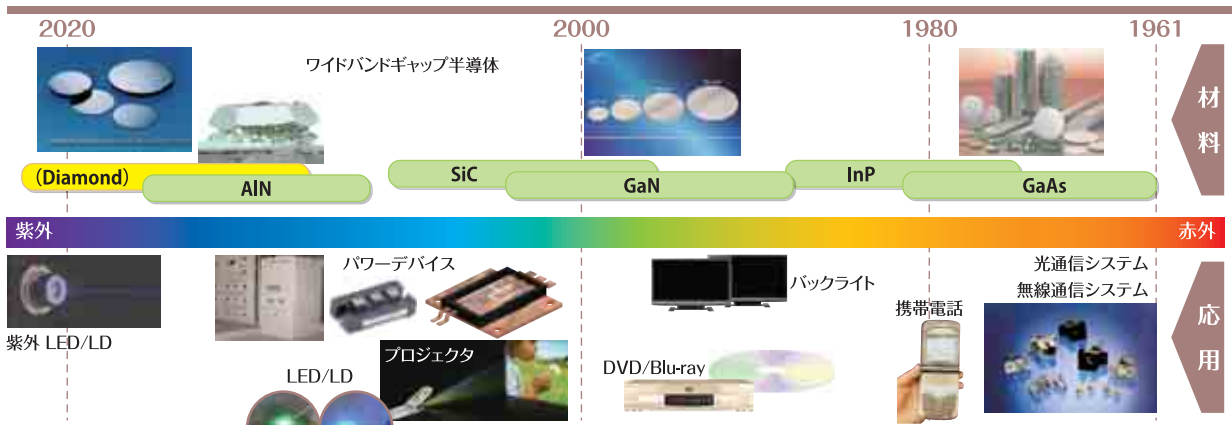 2020
2000
1980
1961
ワイドバンドギャップ半導体
材料
(Diamond)
AlN
SiC
GaN
InP
GaAs
紫外
赤外
パワーデバイス
バックライト
光通信システム
無線通信システム
携帯電話
応用
紫外 LED/LD
プロジェクタ
LED/LD
DVD/Blu-ray